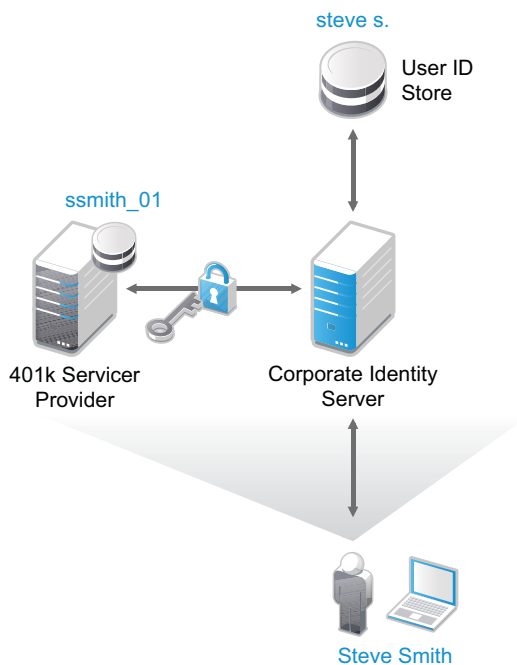 steve s.
User ID
Store
ssmith_01
401k Servicer
Provider
Corporate Identity
Server
Steve Smith